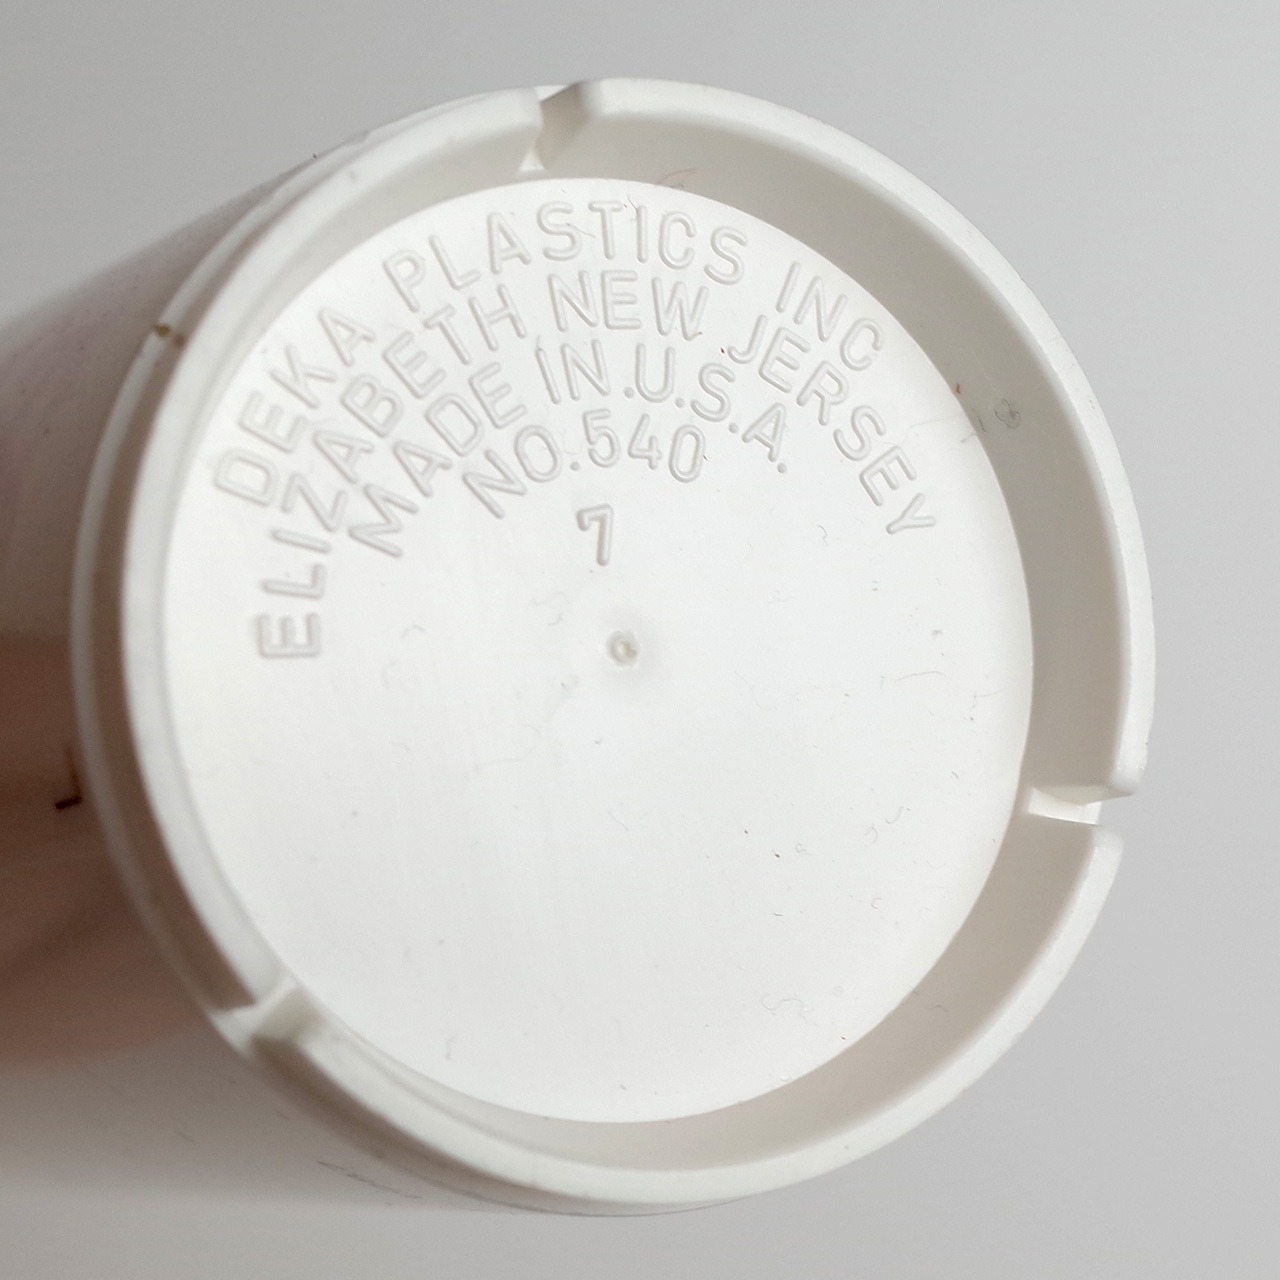 DEKA PLASTICS INC
ELIZABETH NEW JERSEY
MADE IN U.S.A.
NO. 540
7